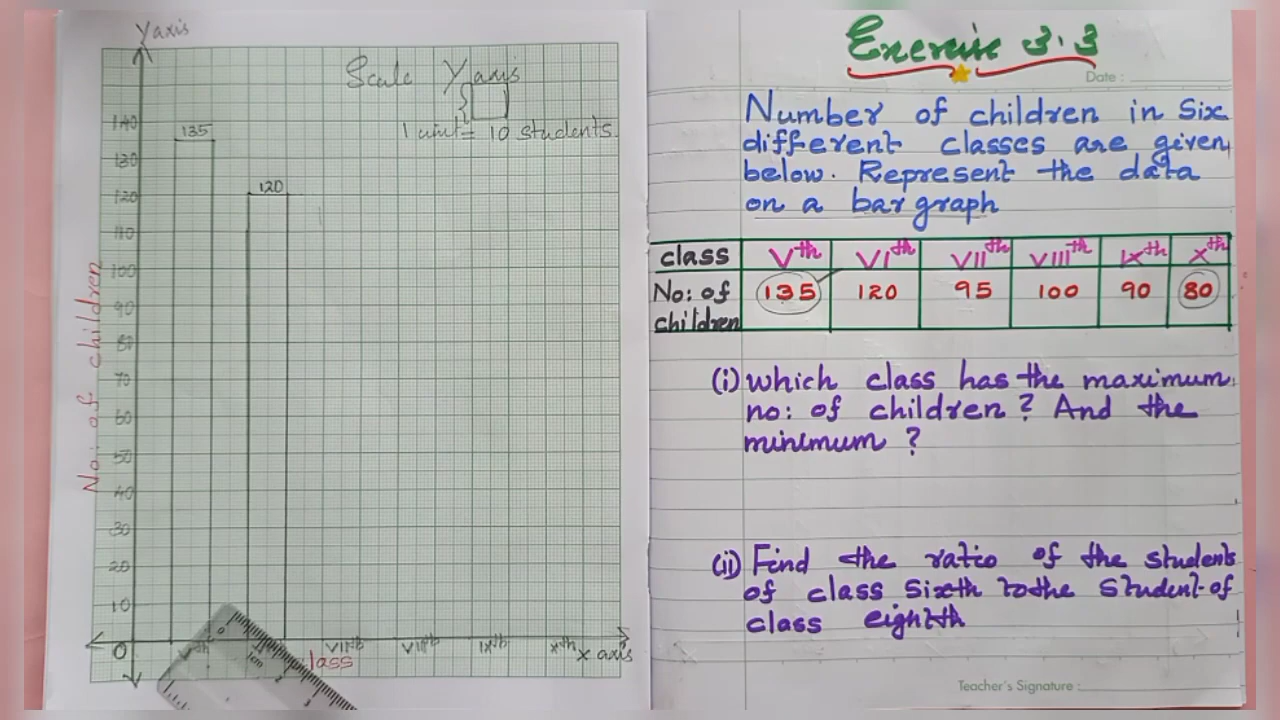 Y axis
Scale Y axis
1 unit = 10 students
140
135
130
120
120
110
100
90
80
70
60
50
40
30
20
10
0
No: of children
VIIth VIIIth IXth Xth X axis
lass
Exercise 3.3
Date :
Number of children in Six
different classes are given
below. Represent the data
on a bar graph
class Vth VIth VIIth VIIIth IXth Xth
No: of children 135 120 95 100 90 80
(i) which class has the maximum
no: of children? And the
minimum ?
(ii) Find the ratio of the students
of class Sixth to the student of
class eighth
Teacher's Signature :